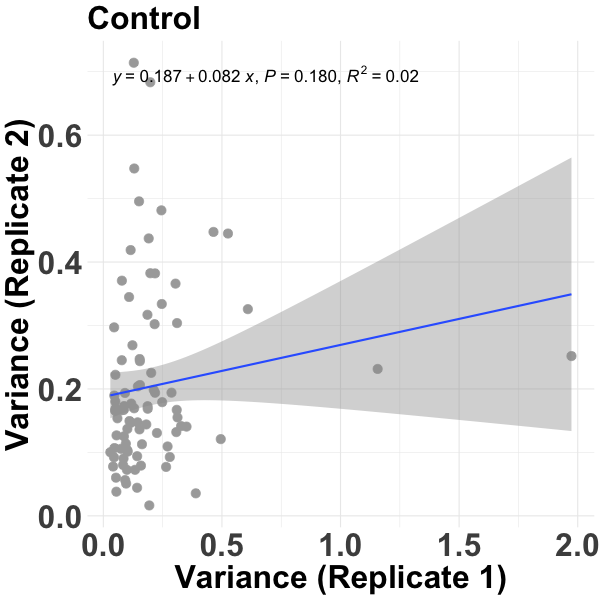 Control
y = 0.187 + 0.082 x, P = 0.180, R² = 0.02
Variance (Replicate 2)
0.6
0.4
0.2
0.0
0.0 0.5 1.0 1.5 2.0
Variance (Replicate 1)